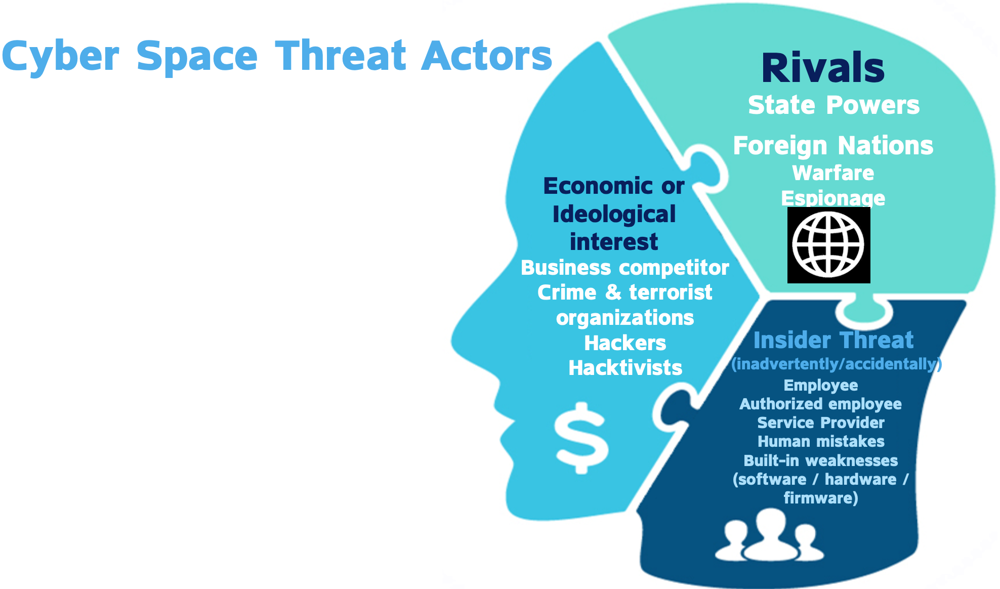 Cyber Space Threat Actors
Rivals
State Powers
Foreign Nations
Warfare
Espionage
Economic or
Ideological
interest
Business competitor
Crime & terrorist
organizations
Hackers
Hacktivists
$
Insider Threat
(inadvertently/accidentally)
Employee
Authorized employee
Service Provider
Human mistakes
Built-in weaknesses
(software / hardware /
firmware)